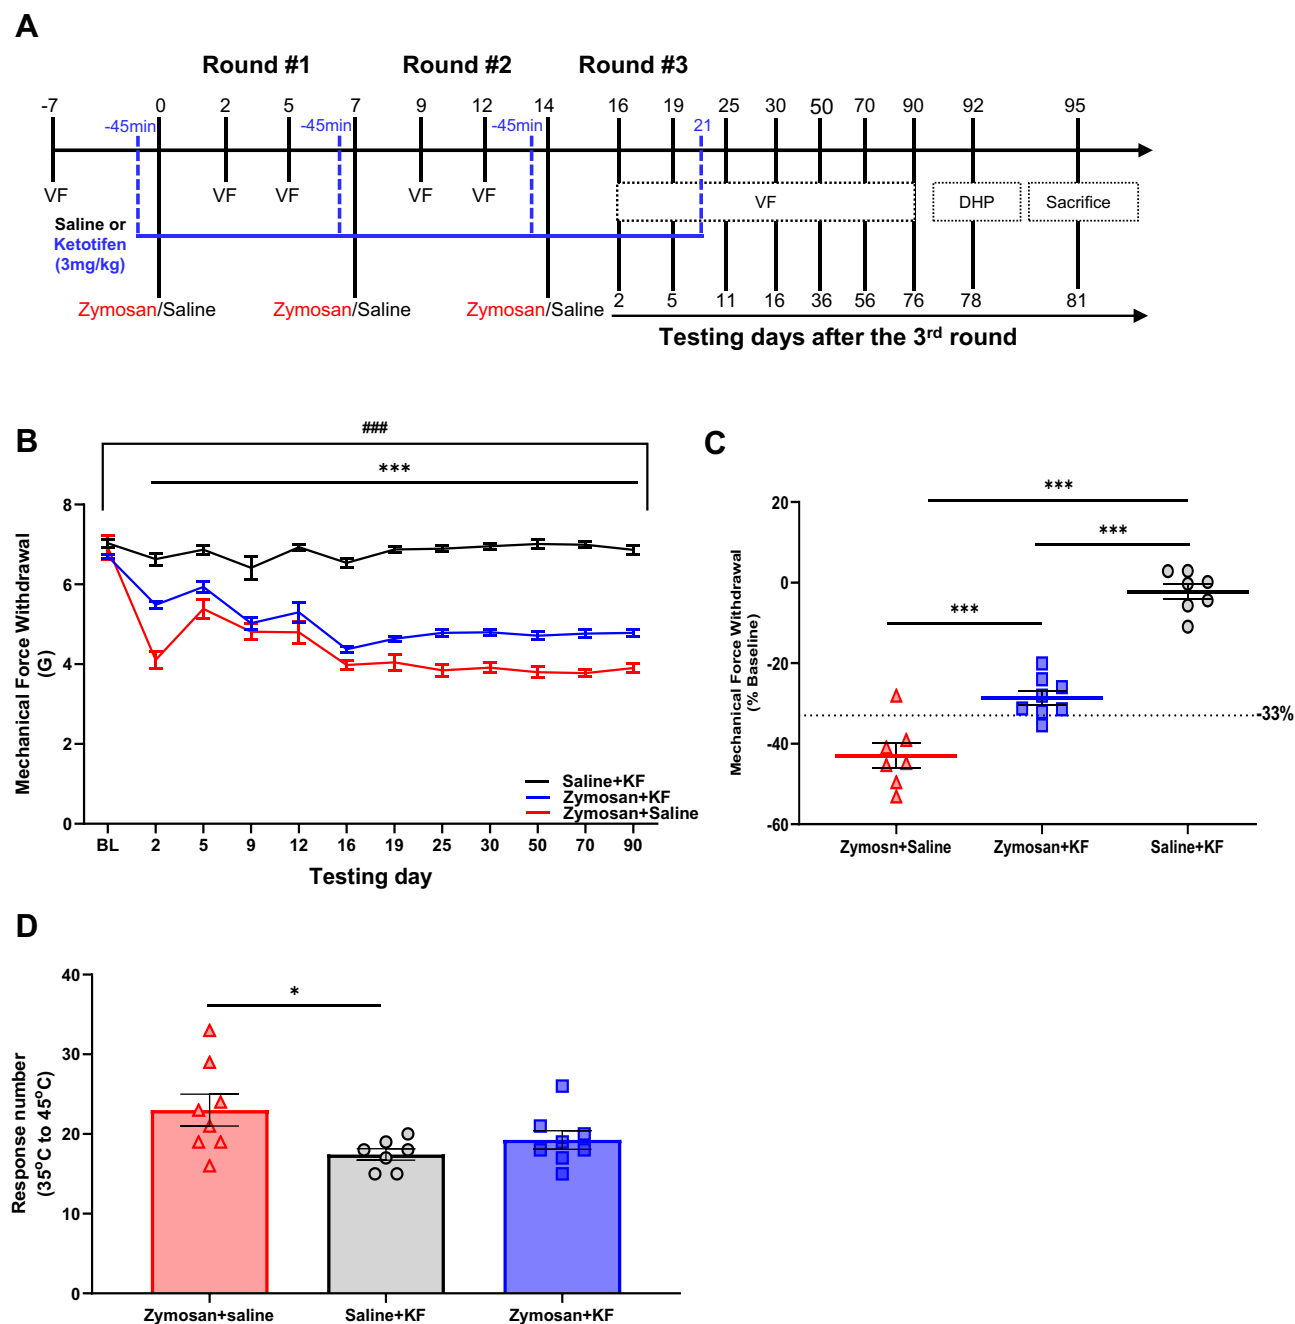 A
Round #1 Round #2 Round #3
-7 0 2 5 7 9 12 14 16 19 25 30 50 70 90 92 95
-45min -45min -45min 21
VF VF VF VF VF VF DHP Sacrifice
Saline or
Ketotifen
(3mg/kg)
Zymosan/Saline Zymosan/Saline Zymosan/Saline
2 5 11 16 36 56 76 78 81
Testing days after the 3rd round
B
###
***
8
6
4
2
0
Mechanical Force Withdrawal
(G)
Saline+KF
Zymosan+KF
Zymosan+Saline
BL 2 5 9 12 16 19 25 30 50 70 90
Testing day
C
***
***
***
20
0
-20
-40
-60
-33%
Mechanical Force Withdrawal
(% Baseline)
Zymosn+Saline Zymosan+KF Saline+KF
D
*
40
30
20
10
0
Response number
(35°C to 45°C)
Zymosan+saline Saline+KF Zymosan+KF